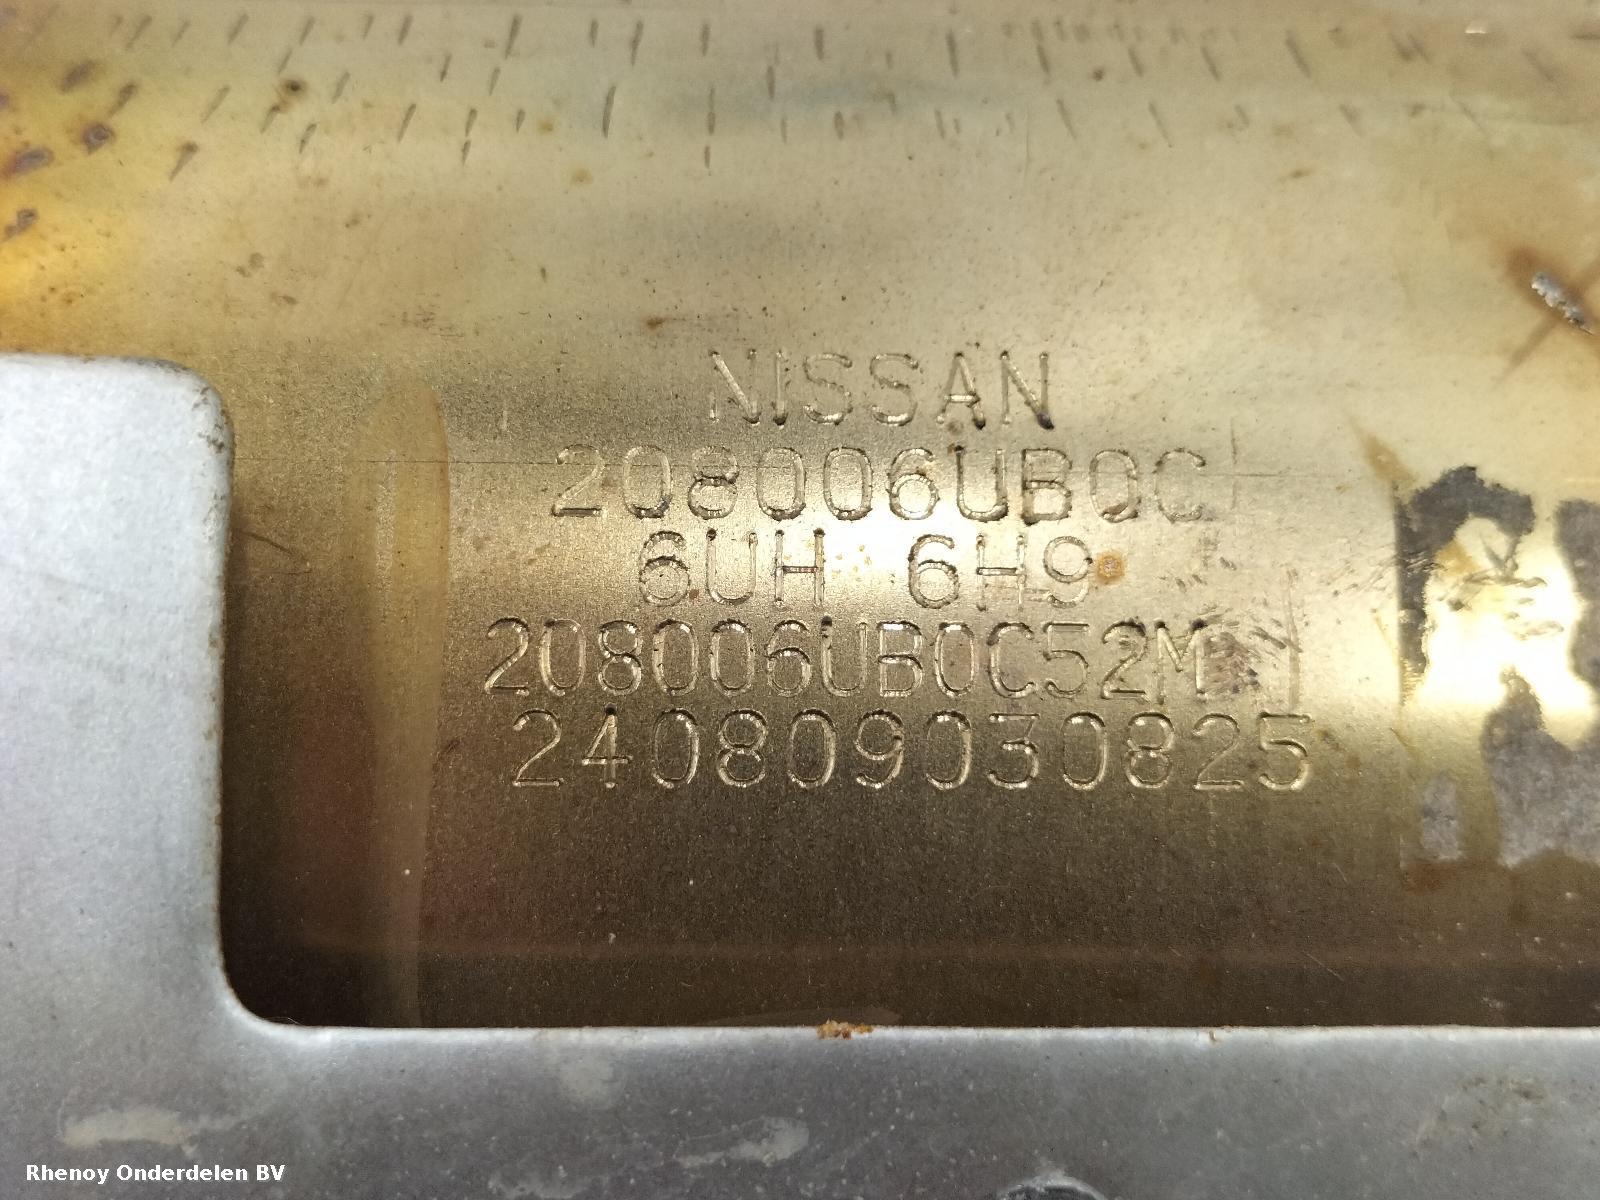 NISSAN
208006UB0C
6UH 6H9
208006UB0C52M
240809030825
Rhenoy Onderdelen BV